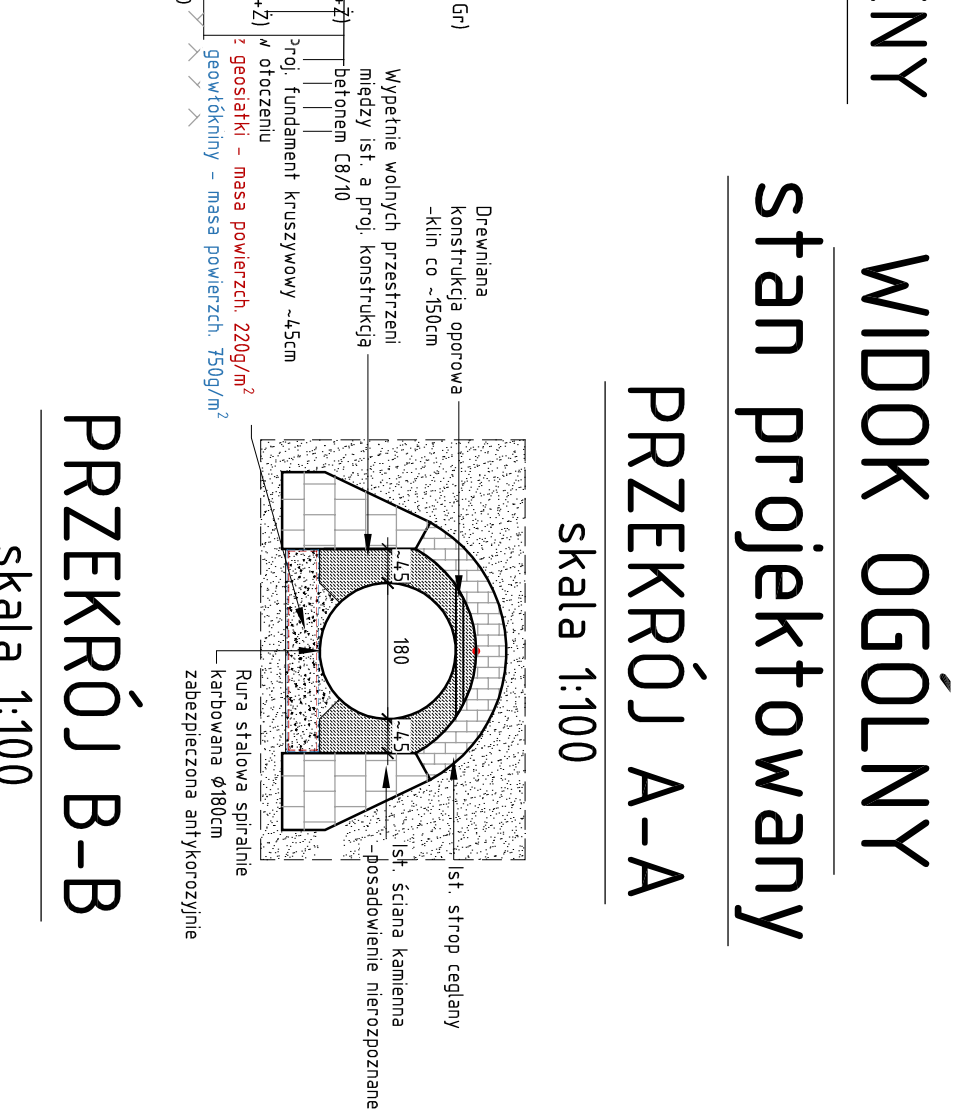 NY
WIDOK OGÓLNY
stan projektowany
PRZEKRÓJ A-A
skala 1:100
Gr)
Drewniana
konstrukcja oporowa
-klin co ~150cm
Wypełnie wolnych przestrzeni
między ist. a proj. konstrukcją
betonem C8/10
proj. fundament kruszywowy ~45cm
w otoczeniu
z geosiatki - masa powierzch. 220g/m²
geowłókniny - masa powierzch. 750g/m²
+Ż)
+Ż)
~45
180
~45
Ist. strop ceglany
Ist. ściana kamienna
-posadowienie nierozpoznane
Rura stalowa spiralnie
karbowana Ø180cm
zabezpieczona antykorozyjnie
PRZEKRÓJ B-B
skala 1:100